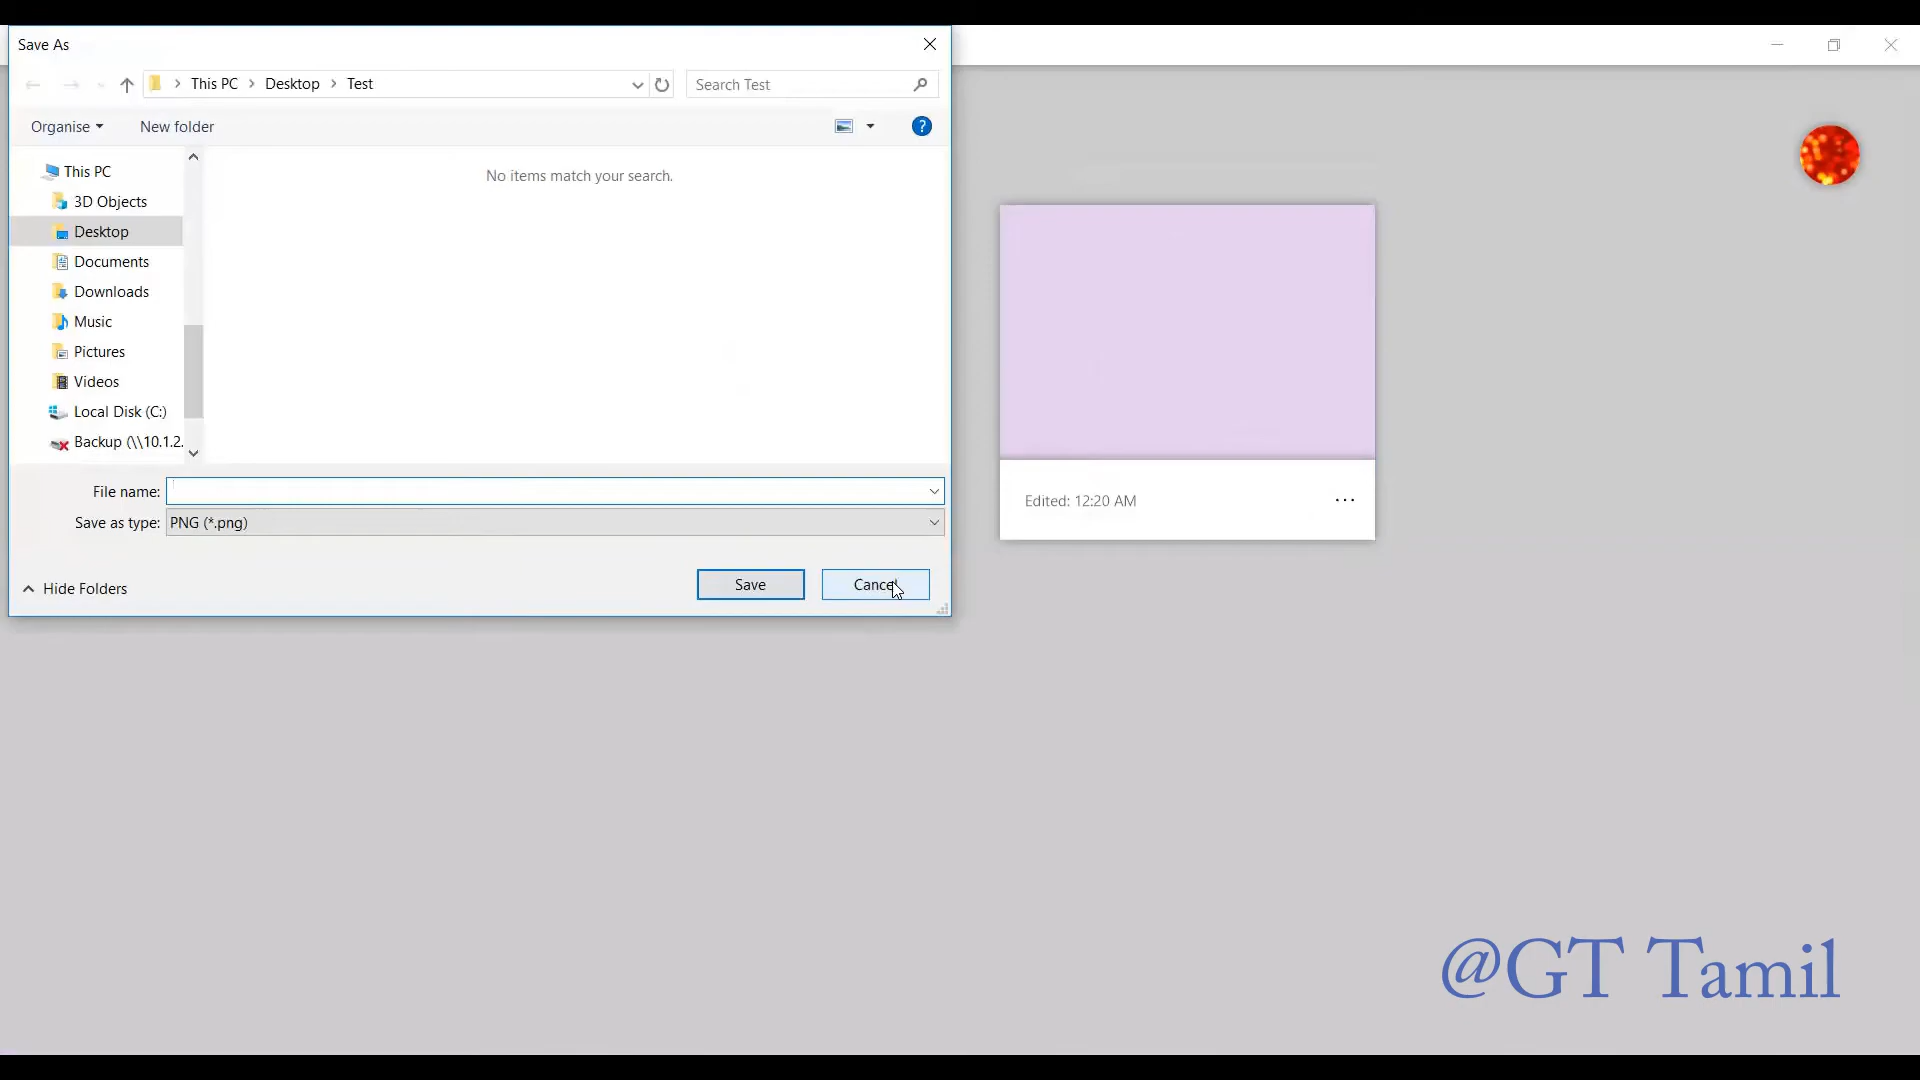 Save As
This PC > Desktop > Test
Search Test
Organise
New folder
This PC
3D Objects
Desktop
Documents
Downloads
Music
Pictures
Videos
Local Disk (C:)
Backup (\\10.1.2.
No items match your search.
File name:
Save as type: PNG (*.png)
Hide Folders
Save
Cancel
Edited: 12:20 AM
@GT Tamil